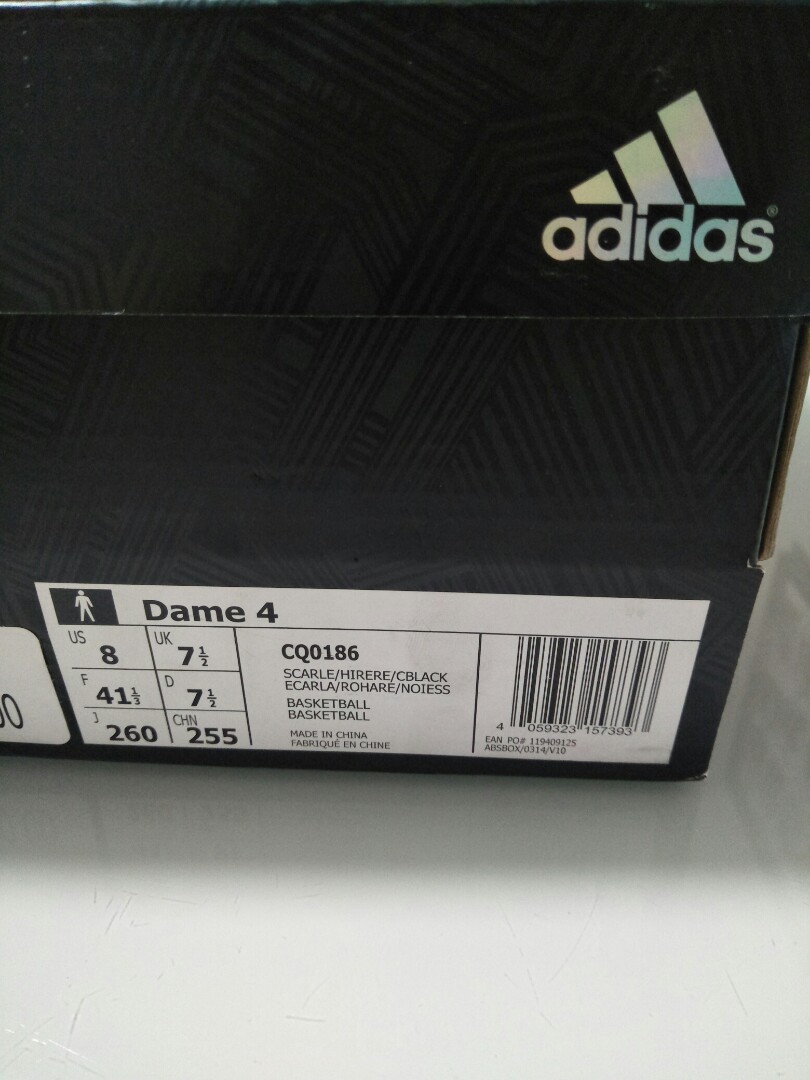 adidas®
Dame 4
US 8
UK 7½
F 41⅓
D 7½
J 260
CHN 255
CQ0186
SCARLE/HIRERE/CBLACK
ECARLA/ROHARE/NOIESS
BASKETBALL
BASKETBALL
MADE IN CHINA
FABRIQUÉ EN CHINE
4 059323 157393
EAN PO# 119409125
ABSBOX/0314/V10